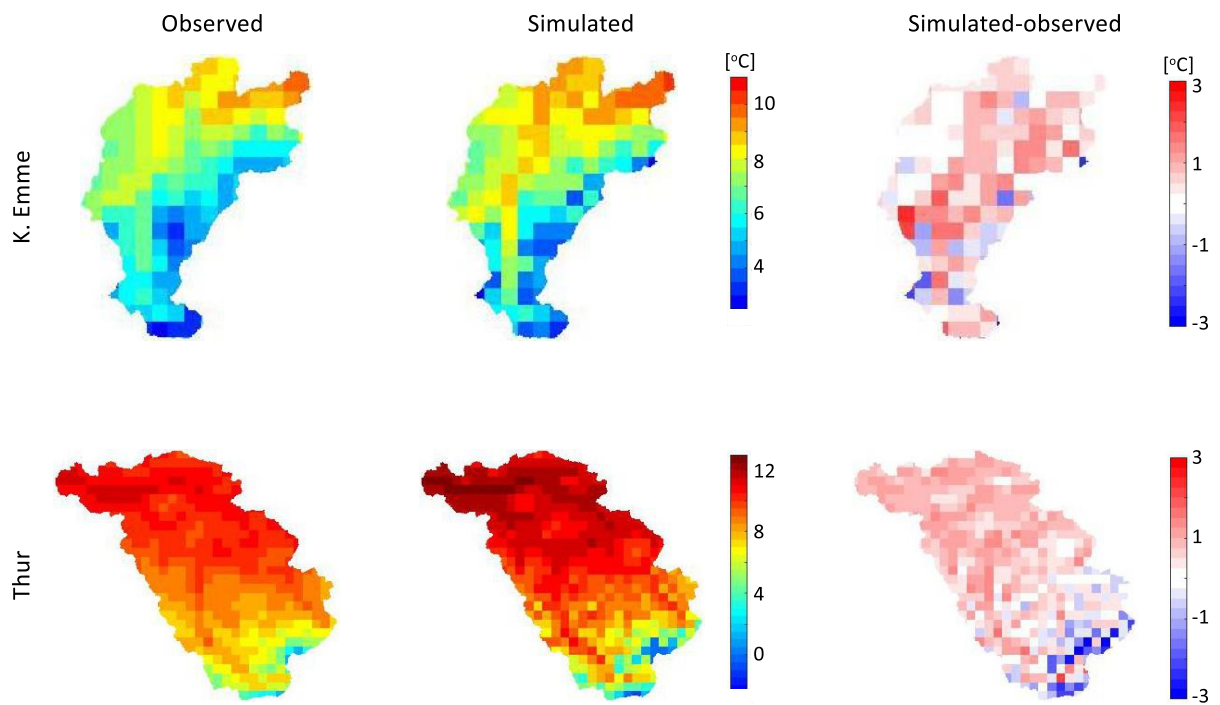 Observed
Simulated
Simulated-observed
K. Emme
[°C]
10
8
6
4
[°C]
3
1
-1
-3
Thur
12
8
4
0
3
1
-1
-3